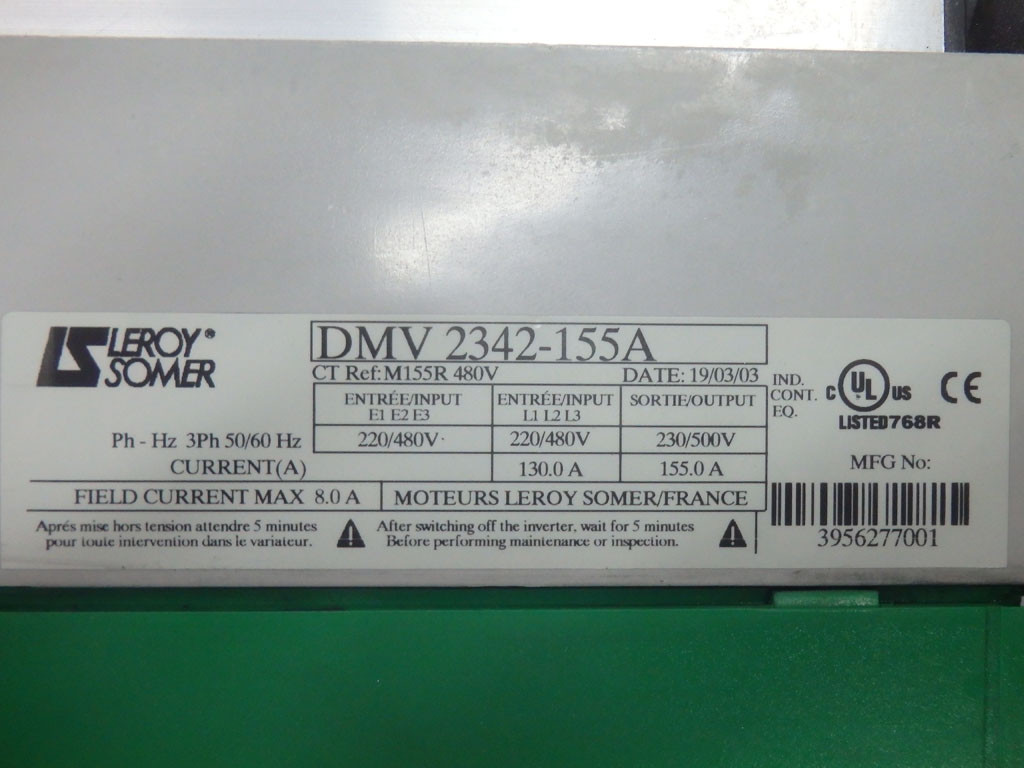 LEROY®
SOMER
DMV 2342-155A
CT Ref: M155R 480V DATE: 19/03/03
ENTRÉE/INPUT ENTRÉE/INPUT SORTIE/OUTPUT
E1 E2 E3 L1 L2 L3
Ph - Hz 3Ph 50/60 Hz 220/480V 220/480V 230/500V
CURRENT(A) 130.0 A 155.0 A
FIELD CURRENT MAX 8.0 A MOTEURS LEROY SOMER/FRANCE
Aprés mise hors tension attendre 5 minutes
pour toute intervention dans le variateur.
After switching off the inverter, wait for 5 minutes
Before performing maintenance or inspection.
IND.
CONT.
EQ.
C UL US CE
LISTED 768R
MFG No:
3956277001